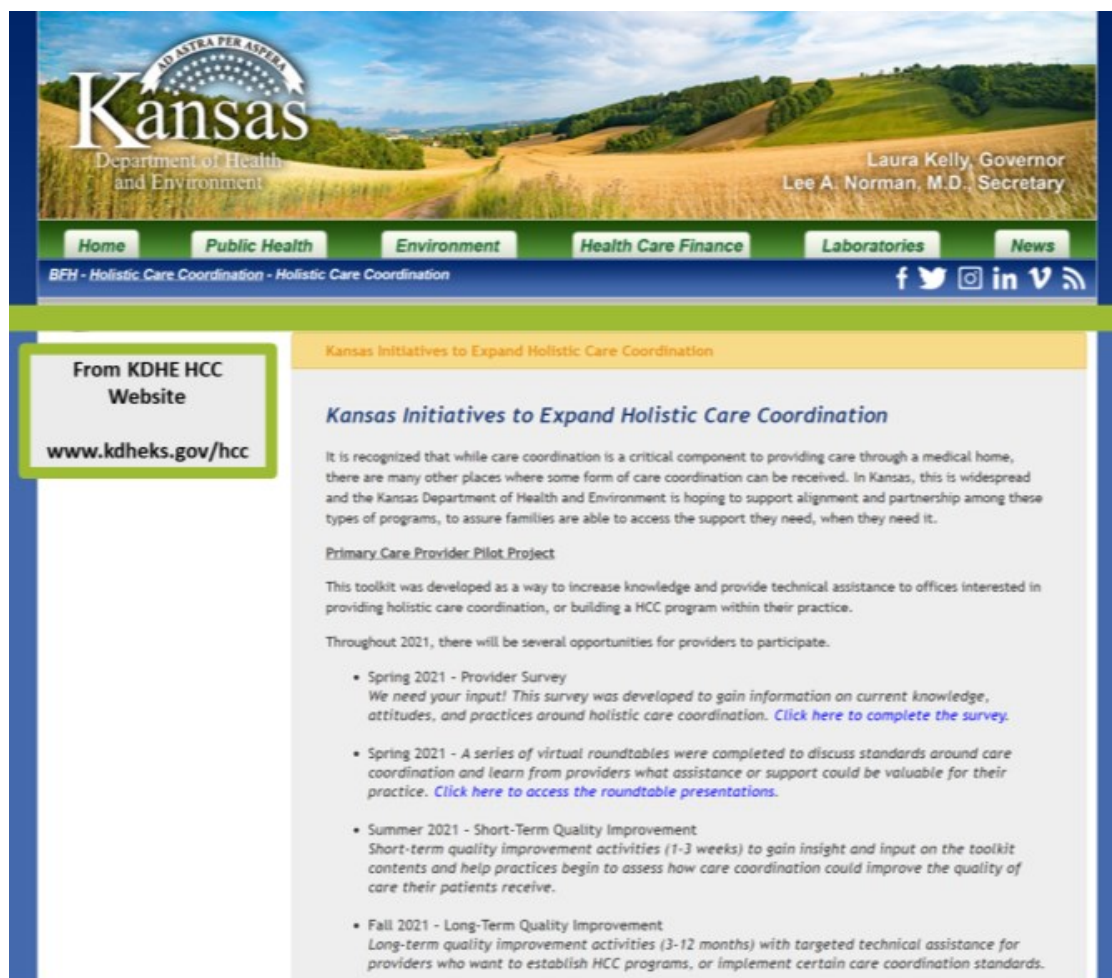 AD ASTRA PER ASPERA
Kansas
Department of Health
and Environment
Laura Kelly, Governor
Lee A. Norman, M.D., Secretary
Home Public Health Environment Health Care Finance Laboratories News
BFH - Holistic Care Coordination - Holistic Care Coordination
From KDHE HCC
Website
www.kdheks.gov/hcc
Kansas Initiatives to Expand Holistic Care Coordination
Kansas Initiatives to Expand Holistic Care Coordination
It is recognized that while care coordination is a critical component to providing care through a medical home,
there are many other places where some form of care coordination can be received. In Kansas, this is widespread
and the Kansas Department of Health and Environment is hoping to support alignment and partnership among these
types of programs, to assure families are able to access the support they need, when they need it.
Primary Care Provider Pilot Project
This toolkit was developed as a way to increase knowledge and provide technical assistance to offices interested in
providing holistic care coordination, or building a HCC program within their practice.
Throughout 2021, there will be several opportunities for providers to participate.
• Spring 2021 - Provider Survey
We need your input! This survey was developed to gain information on current knowledge,
attitudes, and practices around holistic care coordination. Click here to complete the survey.
• Spring 2021 - A series of virtual roundtables were completed to discuss standards around care
coordination and learn from providers what assistance or support could be valuable for their
practice. Click here to access the roundtable presentations.
• Summer 2021 - Short-Term Quality Improvement
Short-term quality improvement activities (1-3 weeks) to gain insight and input on the toolkit
contents and help practices begin to assess how care coordination could improve the quality of
care their patients receive.
• Fall 2021 - Long-Term Quality Improvement
Long-term quality improvement activities (3-12 months) with targeted technical assistance for
providers who want to establish HCC programs, or implement certain care coordination standards.